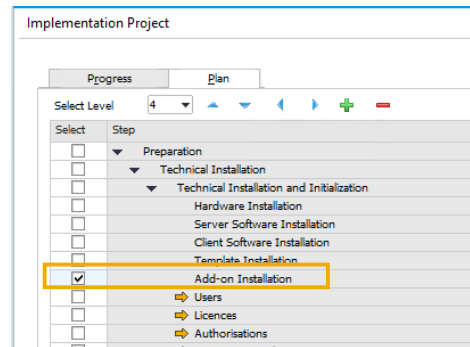 Implementation Project
Progress Plan
Select Level 4
Select Step
Preparation
Technical Installation
Technical Installation and Initialization
Hardware Installation
Server Software Installation
Client Software Installation
Template Installation
Add-on Installation
Users
Licences
Authorisations